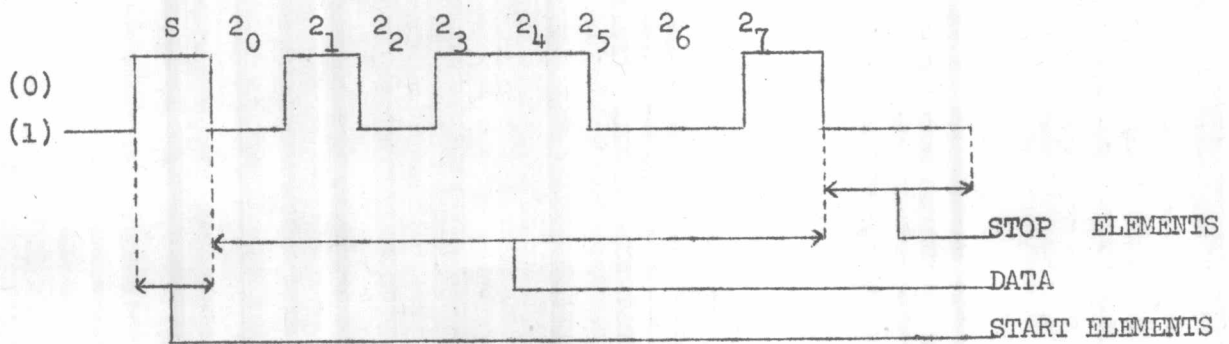 S 2₀ 2₁ 2₂ 2₃ 2₄ 2₅ 2₆ 2₇
(0)
(1)
STOP ELEMENTS
DATA
START ELEMENTS